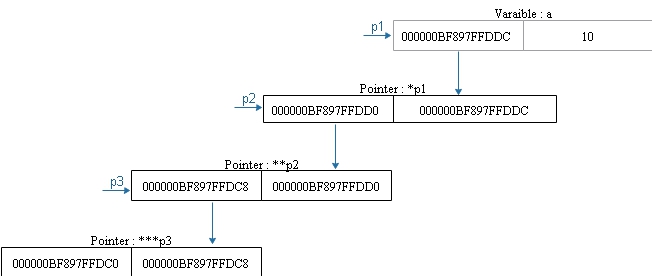 Varaible : a
p1
000000BF897FFDDC 10
Pointer : *p1
p2
000000BF897FFDD0 000000BF897FFDDC
Pointer : **p2
p3
000000BF897FFDC8 000000BF897FFDD0
Pointer : ***p3
000000BF897FFDC0 000000BF897FFDC8